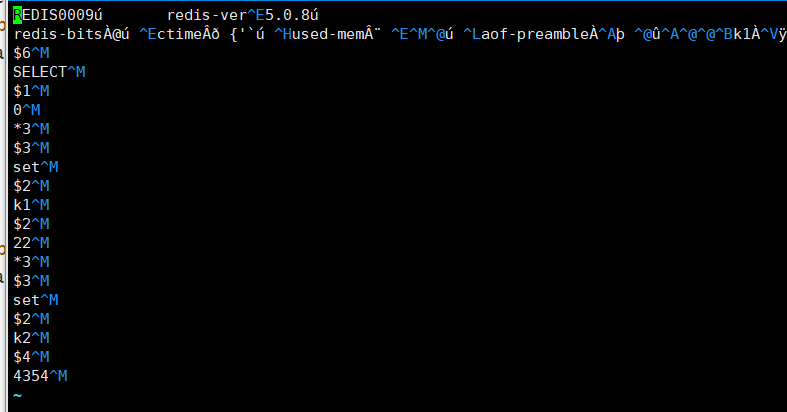 REDIS0009ú      redis-ver^E5.0.8ú
redis-bitsÀ@ú ^EctimeÂð {'`ú ^Hused-memÂ¨ ^E^M^@ú ^Laof-preambleÀ^Aþ ^@û^A^@^@^Bk1À^Vÿ
$6^M
SELECT^M
$1^M
0^M
*3^M
$3^M
set^M
$2^M
k1^M
$2^M
22^M
*3^M
$3^M
set^M
$2^M
k2^M
$4^M
4354^M
~